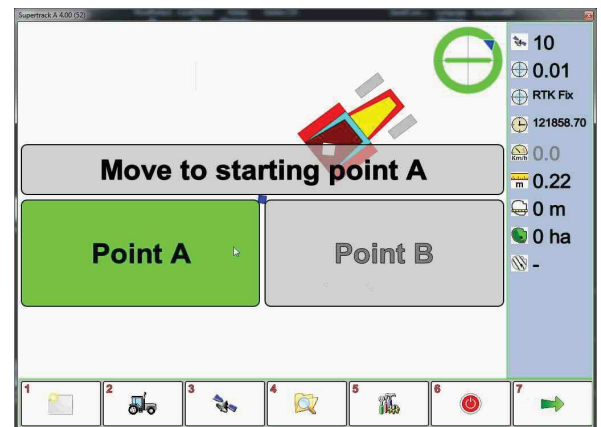 Supertrack A 4.00 (52)
10
0.01
RTK Fix
121858.70
Km/h 0.0
m 0.22
0 m
0 ha
-
Move to starting point A
Point A
Point B
1 2 3 4 5 6 7